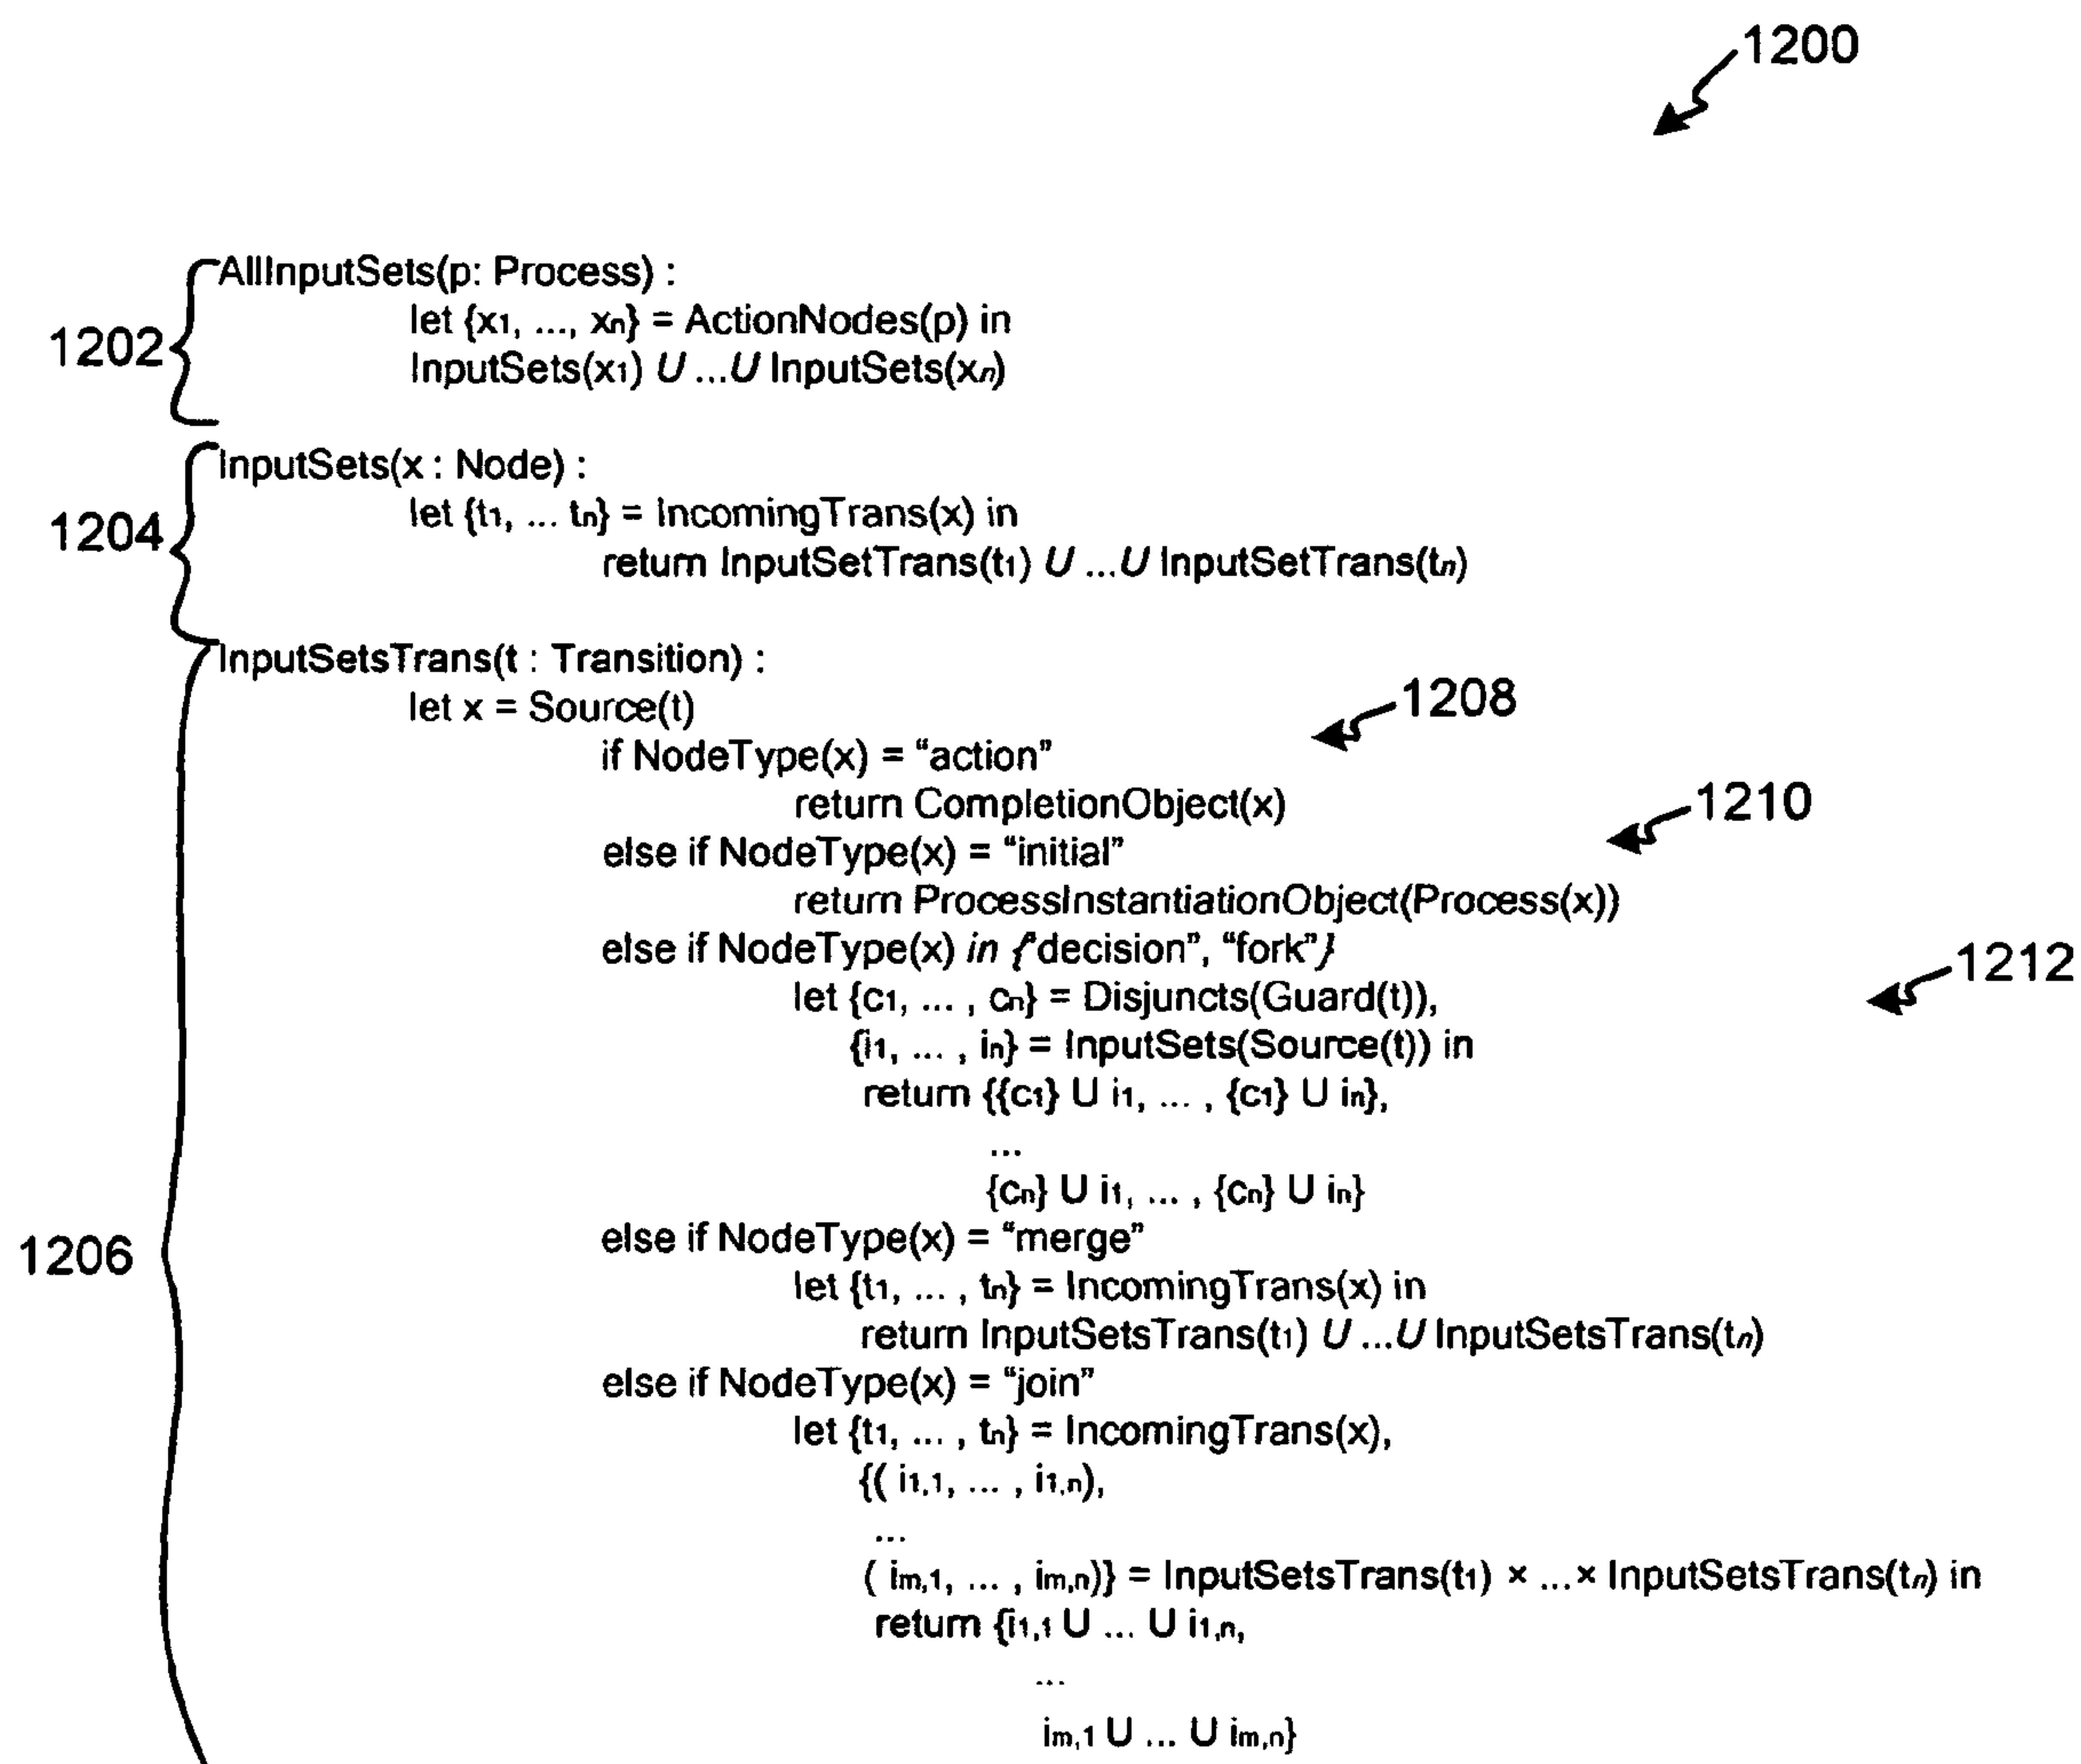 1200
AllInputSets(p: Process) :
let {x1, ..., xn} = ActionNodes(p) in
1202
InputSets(x1) U ...U InputSets(xn)
InputSets(x : Node) :
let {t1, ... tn} = IncomingTrans(x) in
1204
return InputSetTrans(t1) U ...U InputSetTrans(tn)
InputSetsTrans(t : Transition) :
let x = Source(t)
1208
if NodeType(x) = “action”
return CompletionObject(x)
1210
else if NodeType(x) = “initial”
return ProcessInstantiationObject(Process(x))
else if NodeType(x) in {“decision”, “fork”}
1212
let {c1, ... , cn} = Disjuncts(Guard(t)),
{i1, ... , in} = InputSets(Source(t)) in
return {{c1} U i1, ... , {c1} U in},
...
{cn} U i1, ... , {cn} U in}
else if NodeType(x) = “merge”
1206
let {t1, ... , tn} = IncomingTrans(x) in
return InputSetsTrans(t1) U ...U InputSetsTrans(tn)
else if NodeType(x) = “join”
let {t1, ... , tn} = IncomingTrans(x),
{( i1,1, ... , i1,n),
...
( im,1, ... , im,n)} = InputSetsTrans(t1) × ...× InputSetsTrans(tn) in
return {i1,1 U ... U i1,n,
...
im,1 U ... U im,n}